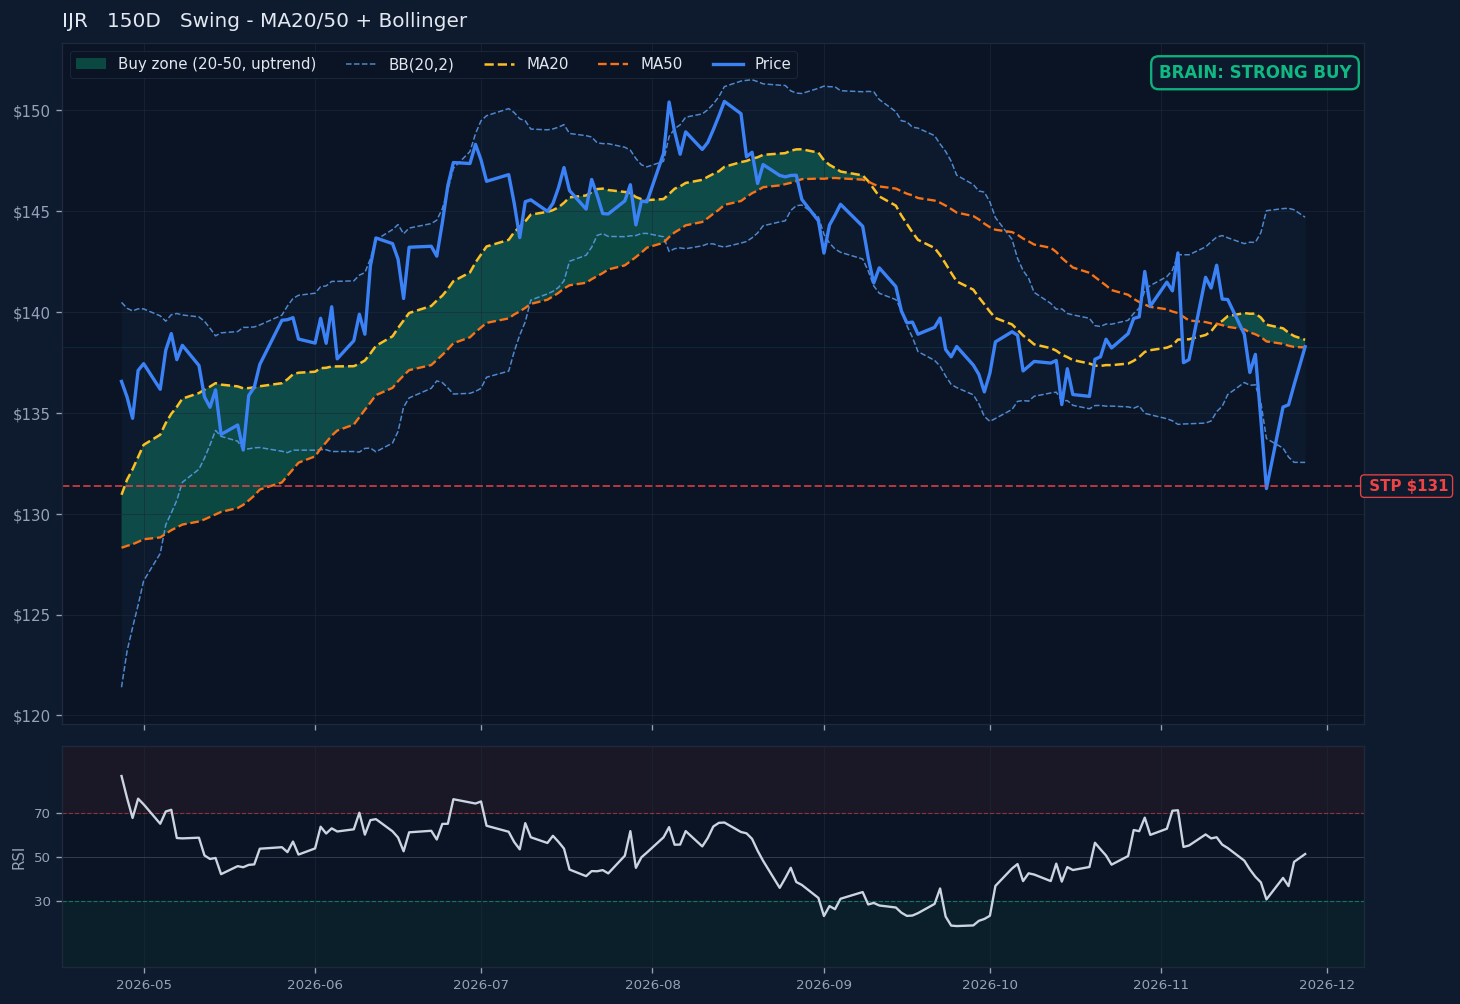 IJR   150D   Swing - MA20/50 + Bollinger
Buy zone (20-50, uptrend)   BB(20,2)   MA20   MA50   Price
BRAIN: STRONG BUY
$150
$145
$140
$135
STP $131
$130
$125
$120
70
50
30
RSI
2026-05   2026-06   2026-07   2026-08   2026-09   2026-10   2026-11   2026-12